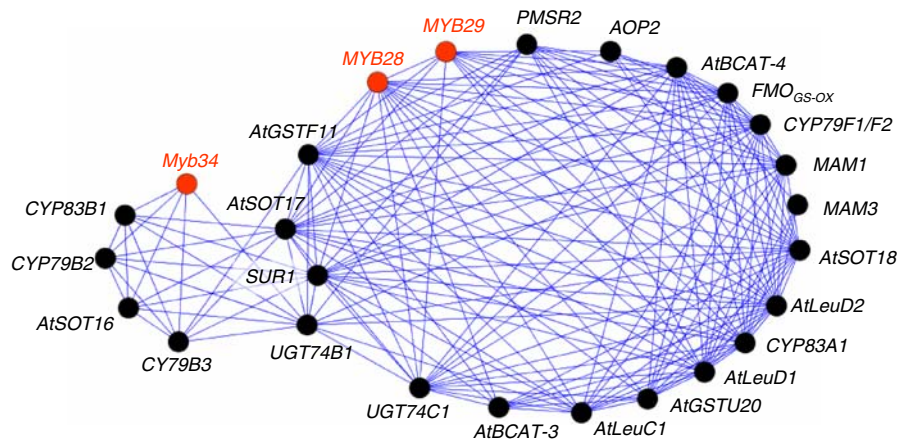 PMSR2
MYB29
AOP2
MYB28
AtBCAT-4
FMO_GS-OX
CYP79F1/F2
AtGSTF11
Myb34
MAM1
CYP83B1
AtSOT17
MAM3
CYP79B2
SUR1
AtSOT18
AtSOT16
AtLeuD2
CY79B3
UGT74B1
CYP83A1
AtLeuD1
UGT74C1
AtGSTU20
AtBCAT-3
AtLeuC1